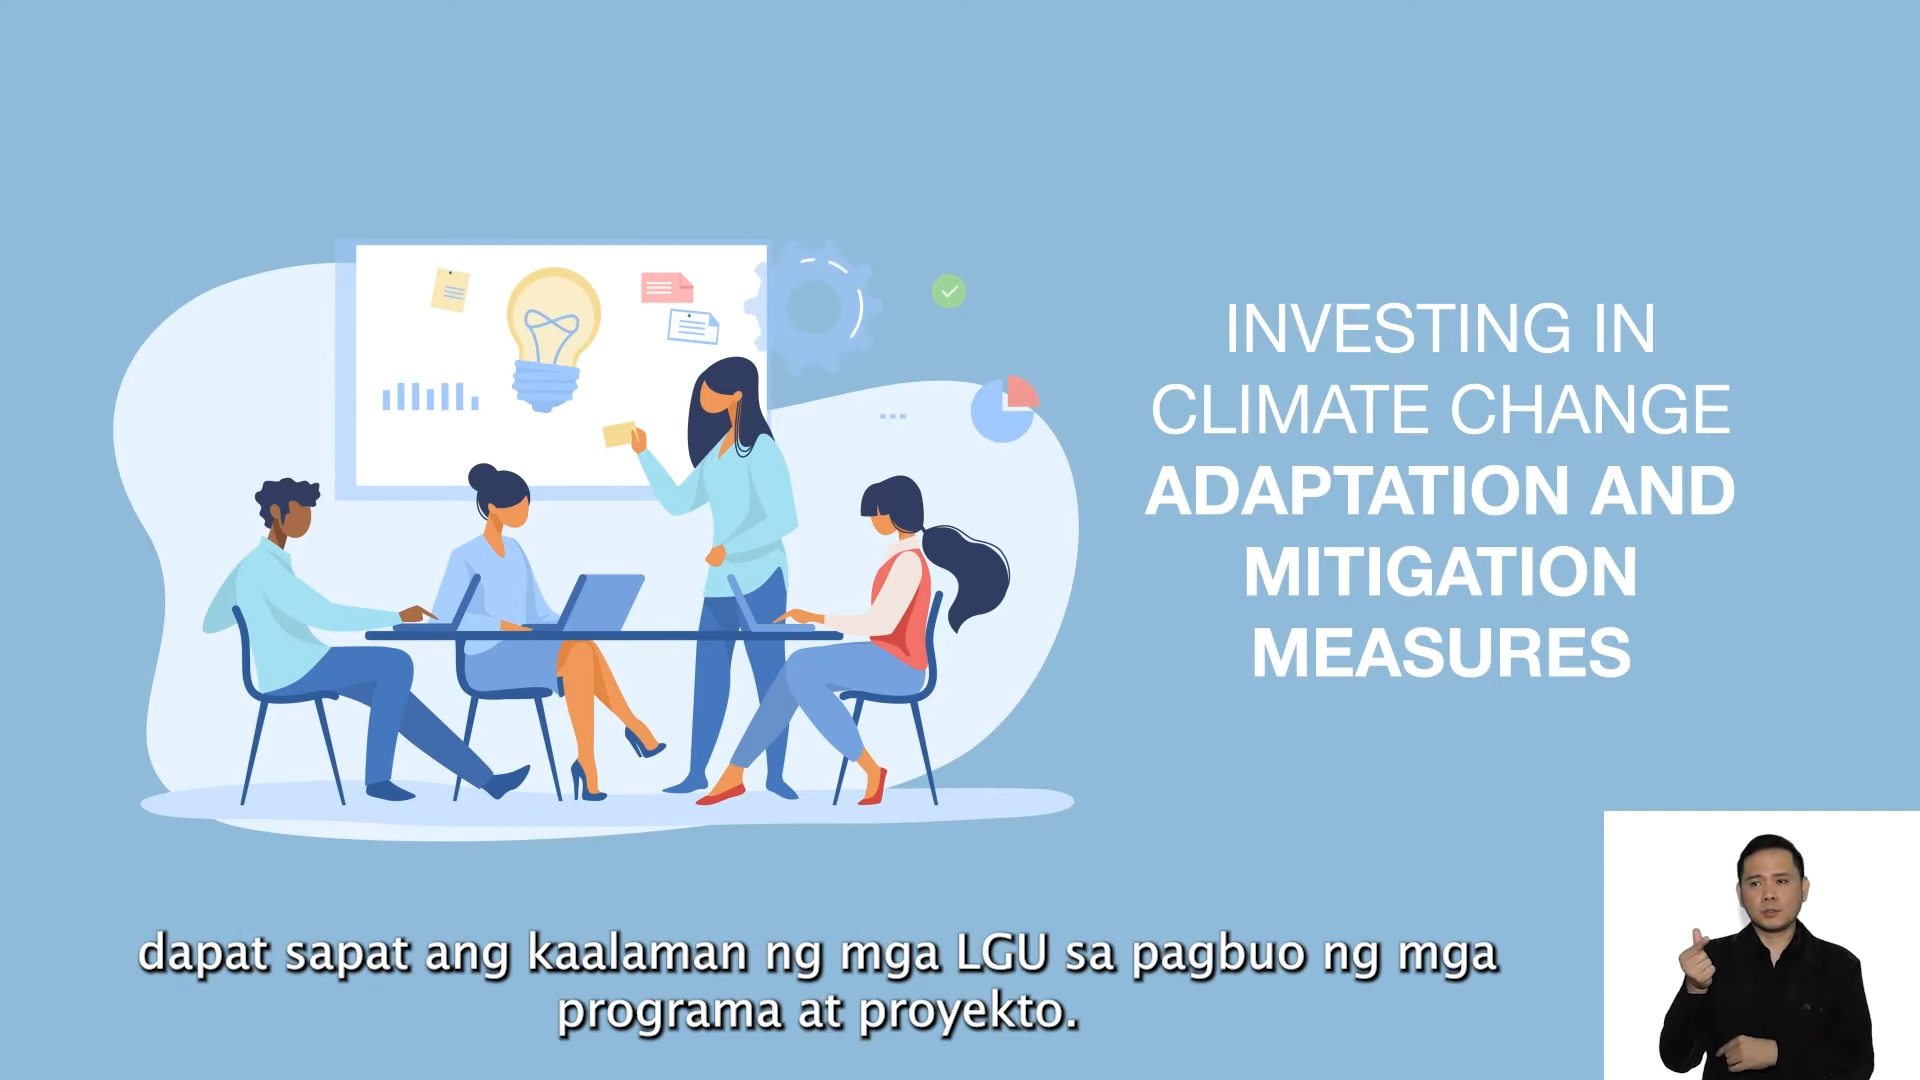 INVESTING IN
CLIMATE CHANGE
ADAPTATION AND
MITIGATION
MEASURES
dapat sapat ang kaalaman ng mga LGU sa pagbuo ng mga
programa at proyekto.